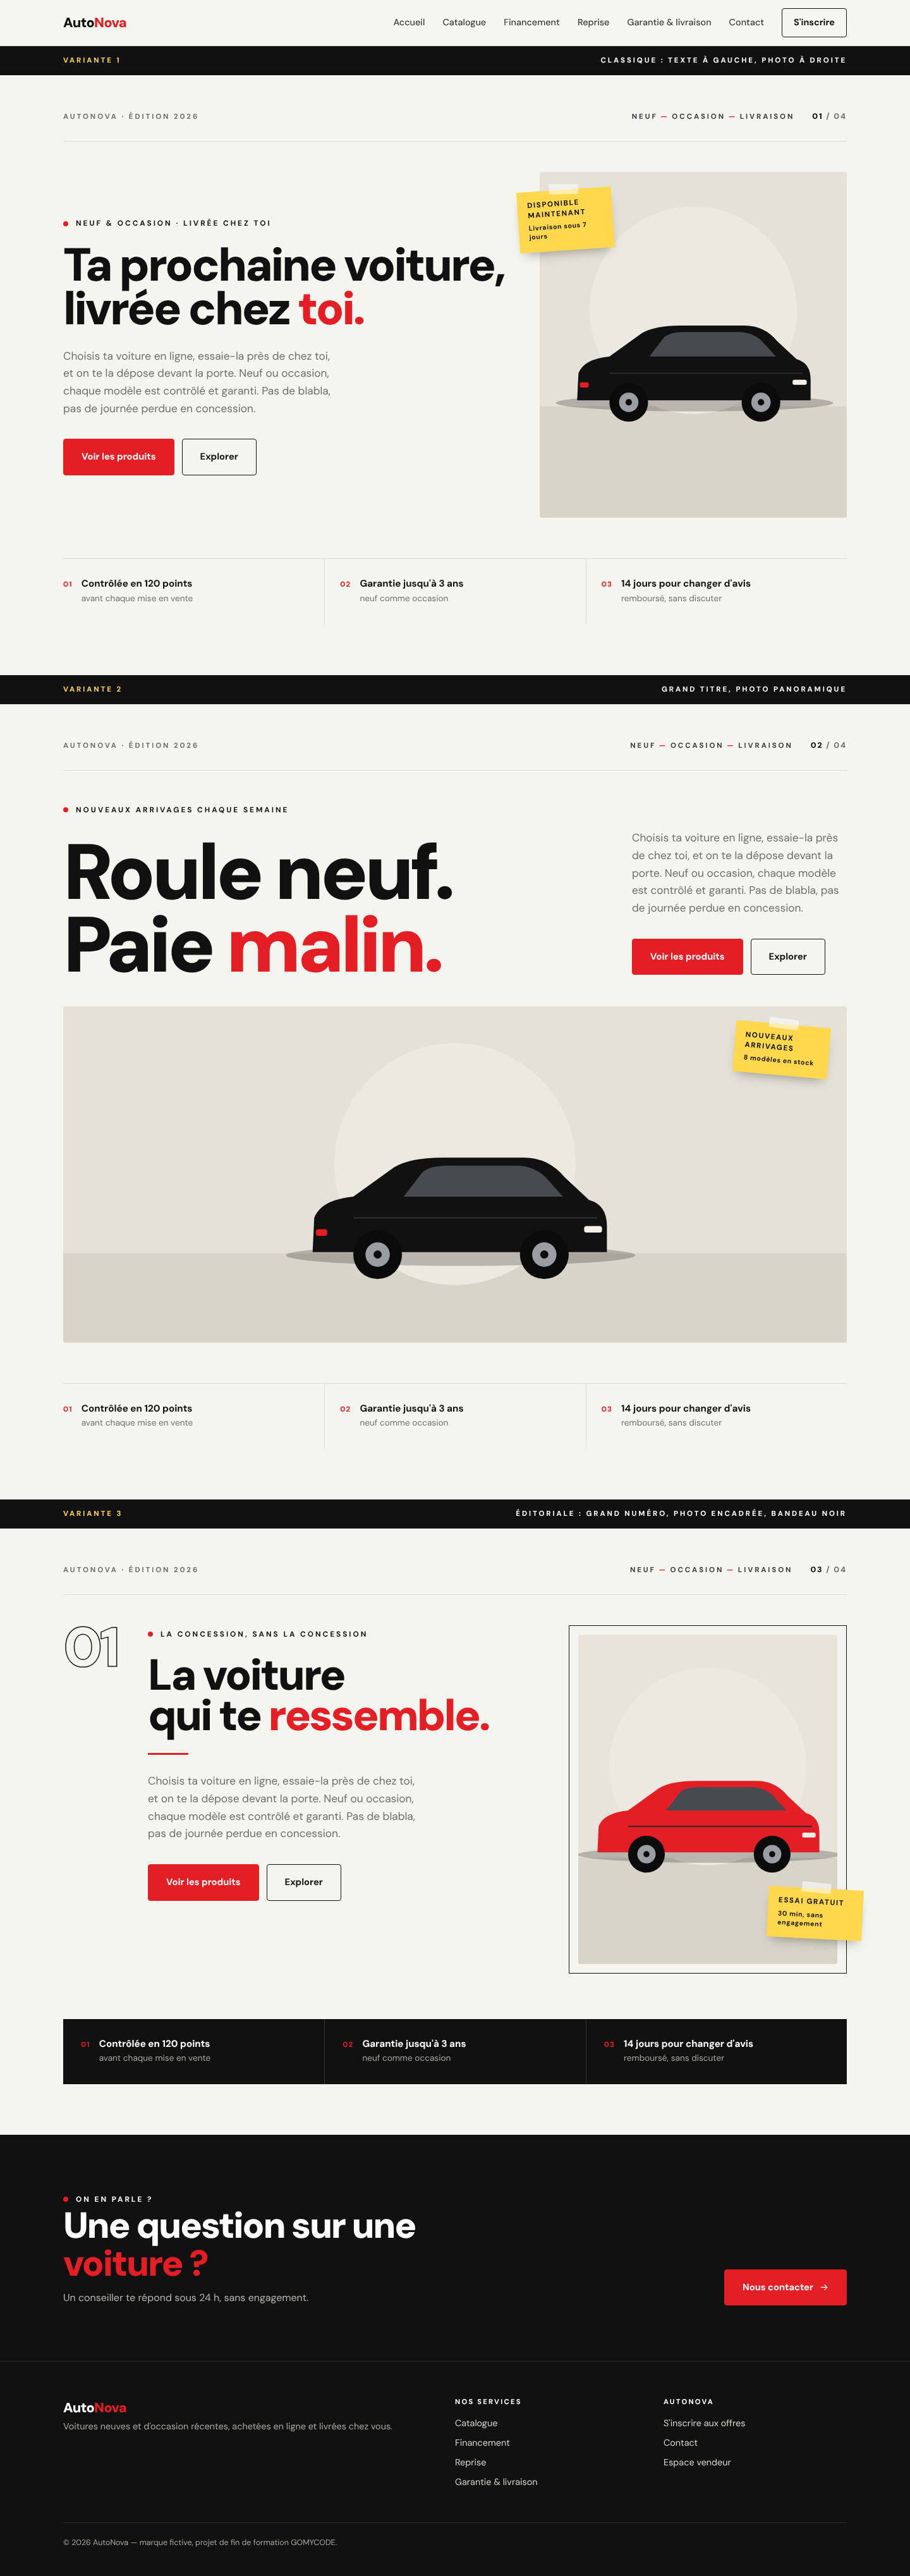 AutoNova
Accueil Catalogue Financement Reprise Garantie & livraison Contact S'inscrire
VARIANTE 1 CLASSIQUE : TEXTE À GAUCHE, PHOTO À DROITE
AUTONOVA · ÉDITION 2026 NEUF — OCCASION — LIVRAISON 01 / 04
DISPONIBLE
MAINTENANT
Livraison sous 7
jours
NEUF & OCCASION · LIVRÉE CHEZ TOI
Ta prochaine voiture,
livrée chez toi.
Choisis ta voiture en ligne, essaie-la près de chez toi,
et on te la dépose devant la porte. Neuf ou occasion,
chaque modèle est contrôlé et garanti. Pas de blabla,
pas de journée perdue en concession.
Voir les produits Explorer
01 Contrôlée en 120 points
avant chaque mise en vente
02 Garantie jusqu'à 3 ans
neuf comme occasion
03 14 jours pour changer d'avis
remboursé, sans discuter
VARIANTE 2 GRAND TITRE, PHOTO PANORAMIQUE
AUTONOVA · ÉDITION 2026 NEUF — OCCASION — LIVRAISON 02 / 04
NOUVEAUX ARRIVAGES CHAQUE SEMAINE
Roule neuf.
Paie malin.
Choisis ta voiture en ligne, essaie-la près
de chez toi, et on te la dépose devant la
porte. Neuf ou occasion, chaque modèle
est contrôlé et garanti. Pas de blabla, pas
de journée perdue en concession.
Voir les produits Explorer
NOUVEAUX
ARRIVAGES
8 modèles en stock
01 Contrôlée en 120 points
avant chaque mise en vente
02 Garantie jusqu'à 3 ans
neuf comme occasion
03 14 jours pour changer d'avis
remboursé, sans discuter
VARIANTE 3 ÉDITORIALE : GRAND NUMÉRO, PHOTO ENCADRÉE, BANDEAU NOIR
AUTONOVA · ÉDITION 2026 NEUF — OCCASION — LIVRAISON 03 / 04
01
LA CONCESSION, SANS LA CONCESSION
La voiture
qui te ressemble.
Choisis ta voiture en ligne, essaie-la près de chez toi,
et on te la dépose devant la porte. Neuf ou occasion,
chaque modèle est contrôlé et garanti. Pas de blabla,
pas de journée perdue en concession.
Voir les produits Explorer
ESSAI GRATUIT
30 min, sans
engagement
01 Contrôlée en 120 points
avant chaque mise en vente
02 Garantie jusqu'à 3 ans
neuf comme occasion
03 14 jours pour changer d'avis
remboursé, sans discuter
ON EN PARLE ?
Une question sur une
voiture ?
Un conseiller te répond sous 24 h, sans engagement.
Nous contacter →
AutoNova
Voitures neuves et d'occasion récentes, achetées en ligne et livrées chez vous.
NOS SERVICES
Catalogue
Financement
Reprise
Garantie & livraison
AUTONOVA
S'inscrire aux offres
Contact
Espace vendeur
© 2026 AutoNova — marque fictive, projet de fin de formation GOMYCODE.